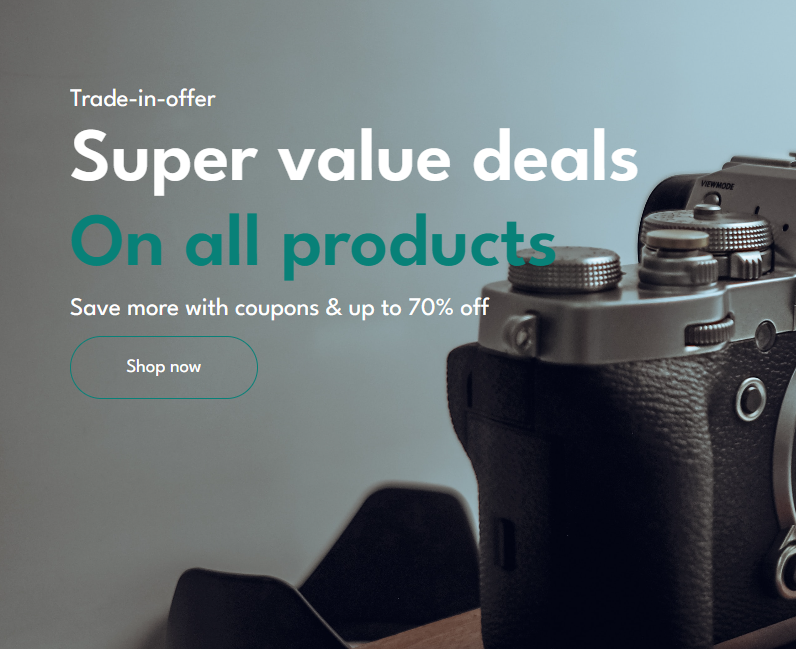 Trade-in-offer
Super value deals
On all products
Save more with coupons & up to 70% off
Shop now
VIEWMODE